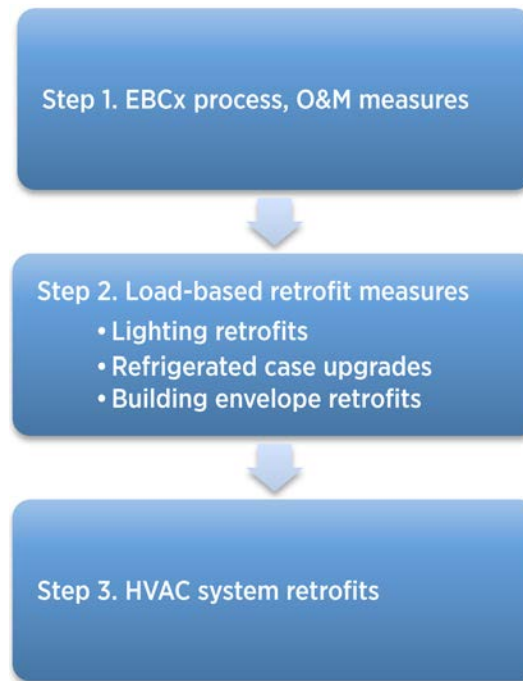 Step 1. EBCx process, O&M measures
Step 2. Load-based retrofit measures
• Lighting retrofits
• Refrigerated case upgrades
• Building envelope retrofits
Step 3. HVAC system retrofits